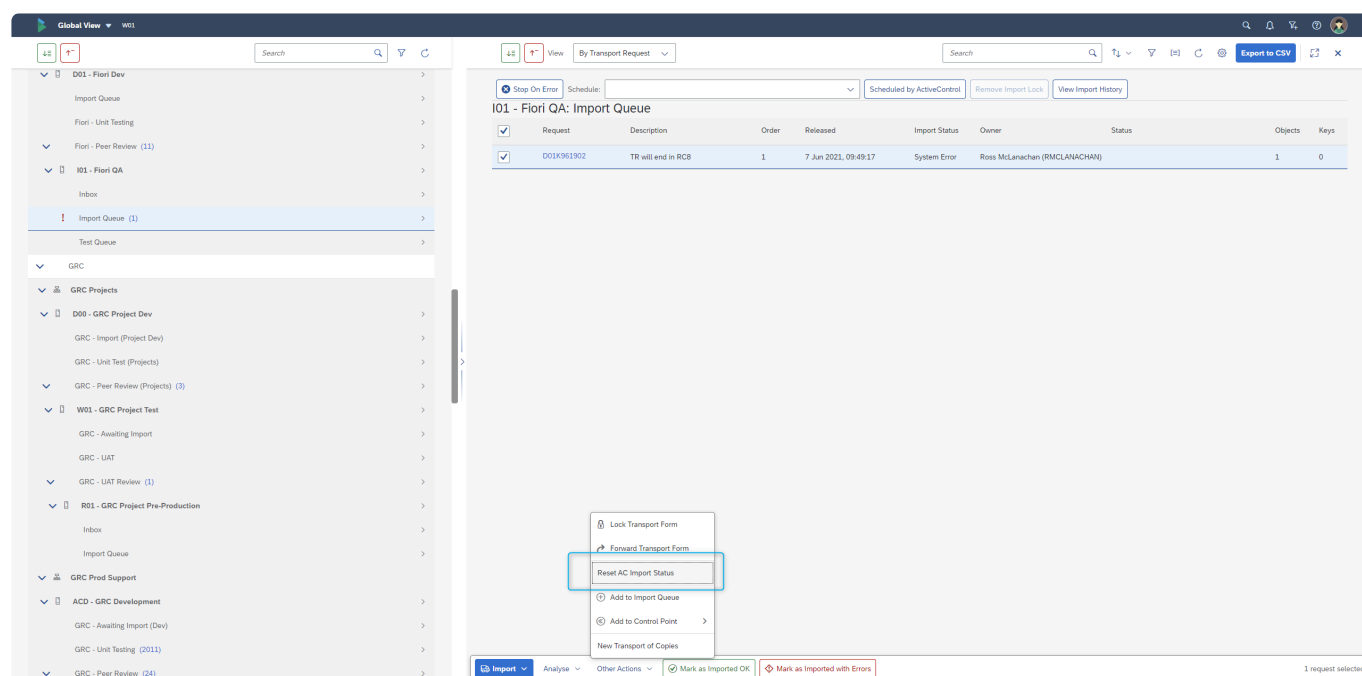 Global View W01
Search
View By Transport Request
Search
Export to CSV
D01 - Fiori Dev
Import Queue
Fiori - Unit Testing
Fiori - Peer Review (11)
I01 - Fiori QA
Inbox
Import Queue (1)
Test Queue
GRC
GRC Projects
D00 - GRC Project Dev
GRC - Import (Project Dev)
GRC - Unit Test (Projects)
GRC - Peer Review (Projects) (3)
W01 - GRC Project Test
GRC - Awaiting Import
GRC - UAT
GRC - UAT Review (1)
R01 - GRC Project Pre-Production
Inbox
Import Queue
GRC Prod Support
ACD - GRC Development
GRC - Awaiting Import (Dev)
GRC - Unit Testing (2011)
GRC - Peer Review (24)
Stop On Error Schedule: Scheduled by ActiveControl Remove Import Lock View Import History
I01 - Fiori QA: Import Queue
Request Description Order Released Import Status Owner Status Objects Keys
D01K961902 TR will end in RC8 1 7 Jun 2021, 09:49:17 System Error Ross McLanachan (RMCLANACHAN) 1 0
Lock Transport Form
Forward Transport Form
Reset AC Import Status
Add to Import Queue
Add to Control Point
New Transport of Copies
Import Analyse Other Actions Mark as Imported OK Mark as Imported with Errors 1 request selected